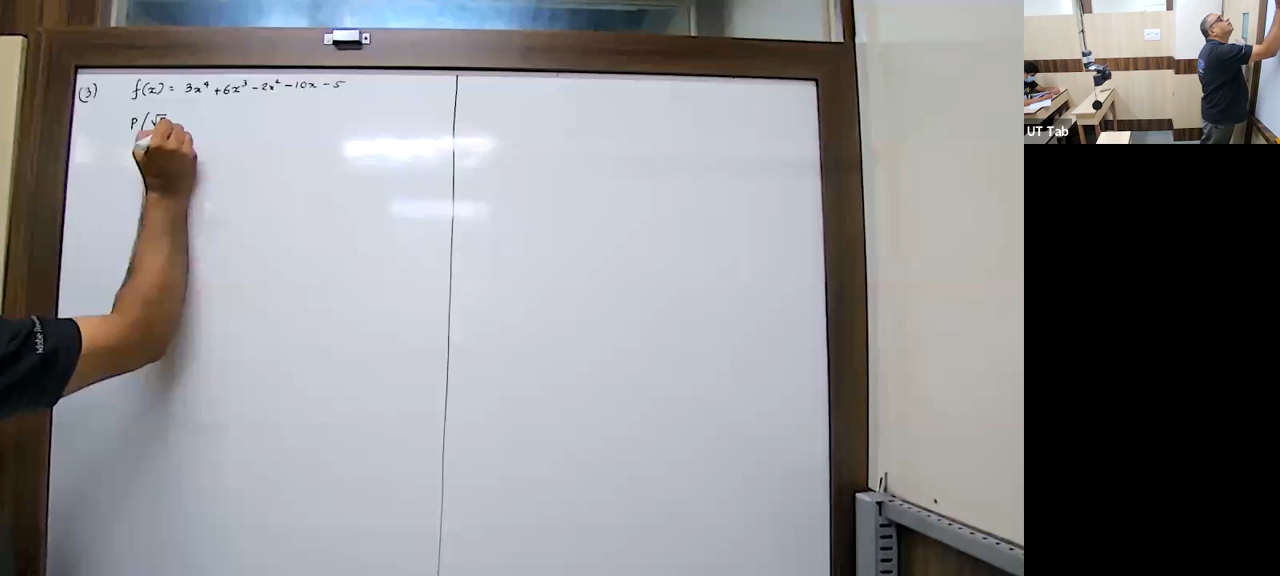 (3) f(x) = 3x⁴ + 6x³ - 2x² - 10x - 5
P(√
UT Tab